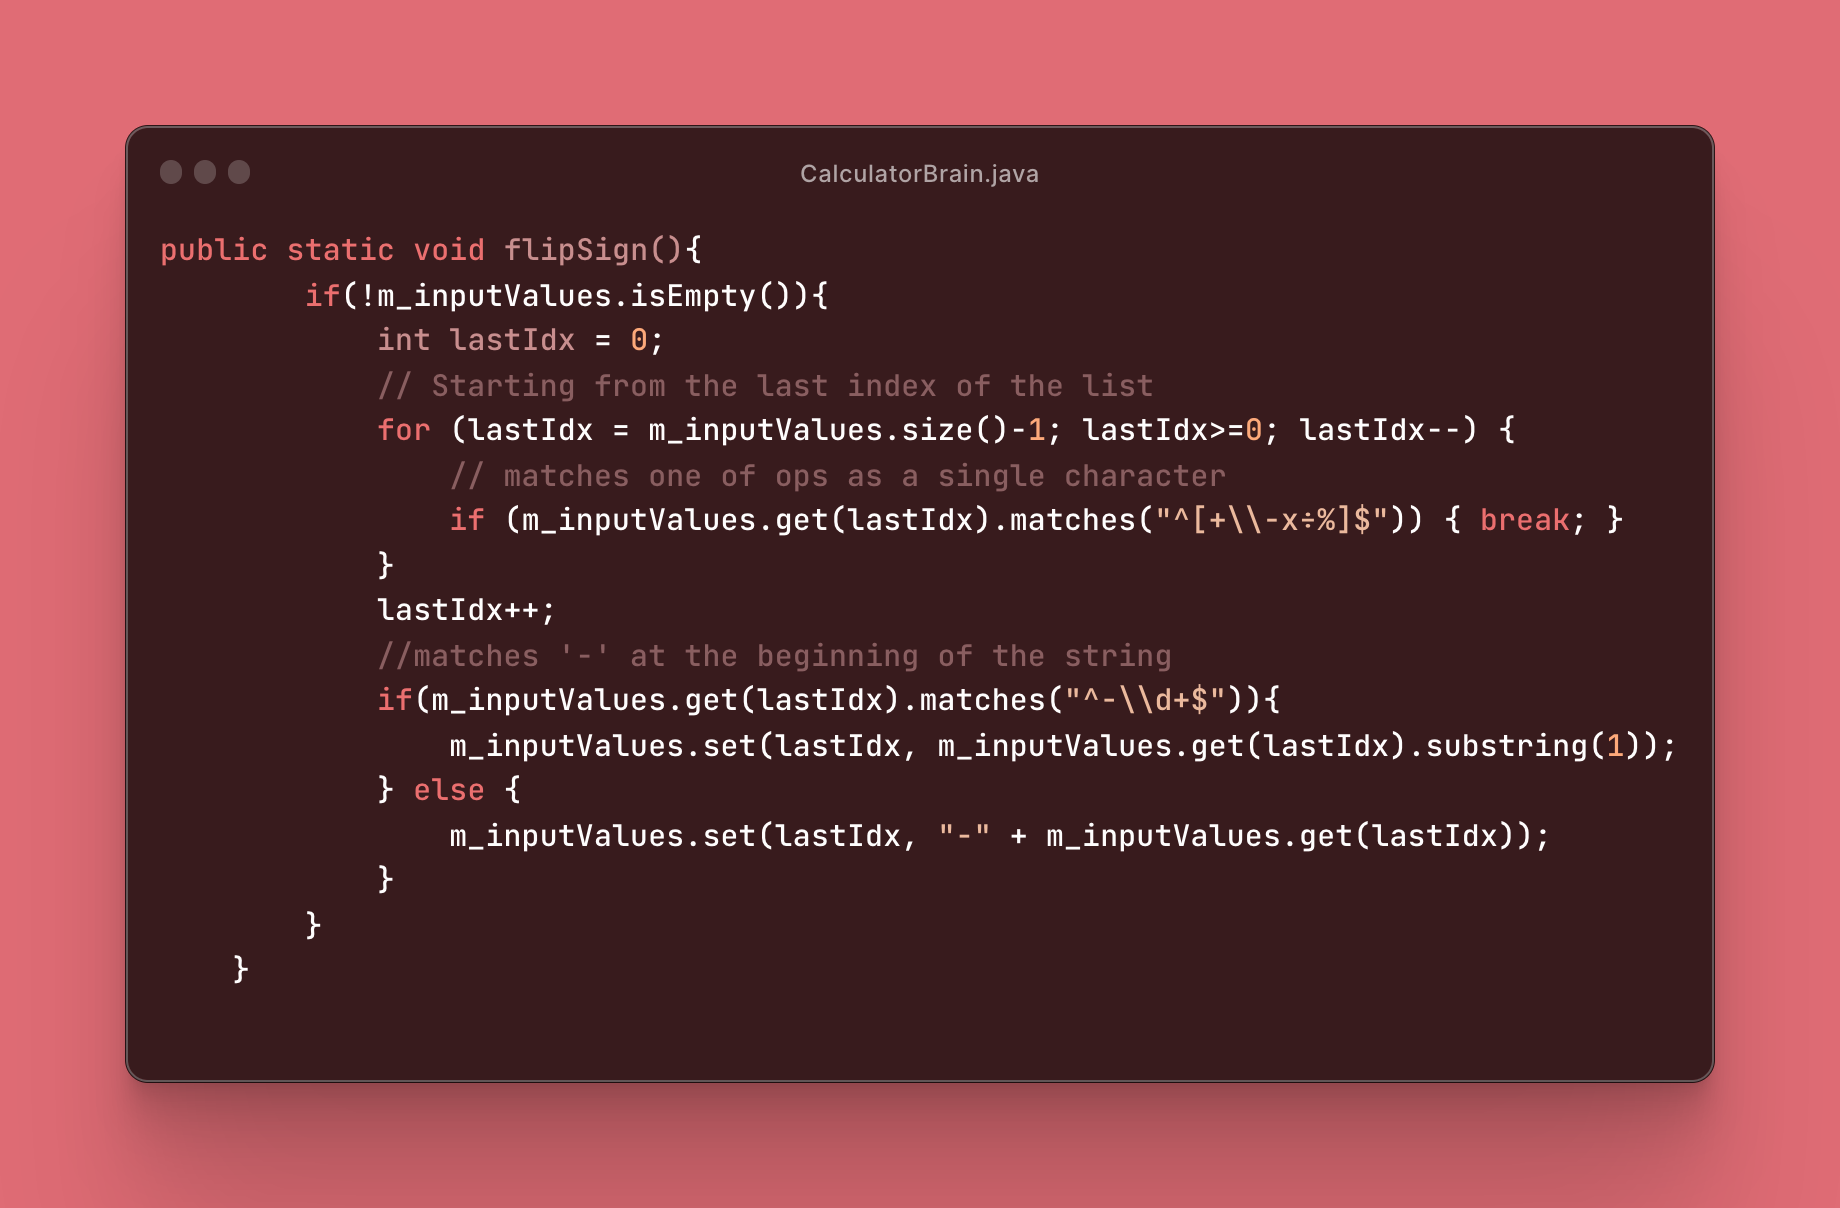 CalculatorBrain.java
public static void flipSign(){
        if(!m_inputValues.isEmpty()){
            int lastIdx = 0;
            // Starting from the last index of the list
            for (lastIdx = m_inputValues.size()-1; lastIdx>=0; lastIdx--) {
                // matches one of ops as a single character
                if (m_inputValues.get(lastIdx).matches("^[+\\-x÷%]$")) { break; }
            }
            lastIdx++;
            //matches '-' at the beginning of the string
            if(m_inputValues.get(lastIdx).matches("^-\\d+$")){
                m_inputValues.set(lastIdx, m_inputValues.get(lastIdx).substring(1));
            } else {
                m_inputValues.set(lastIdx, "-" + m_inputValues.get(lastIdx));
            }
        }
    }